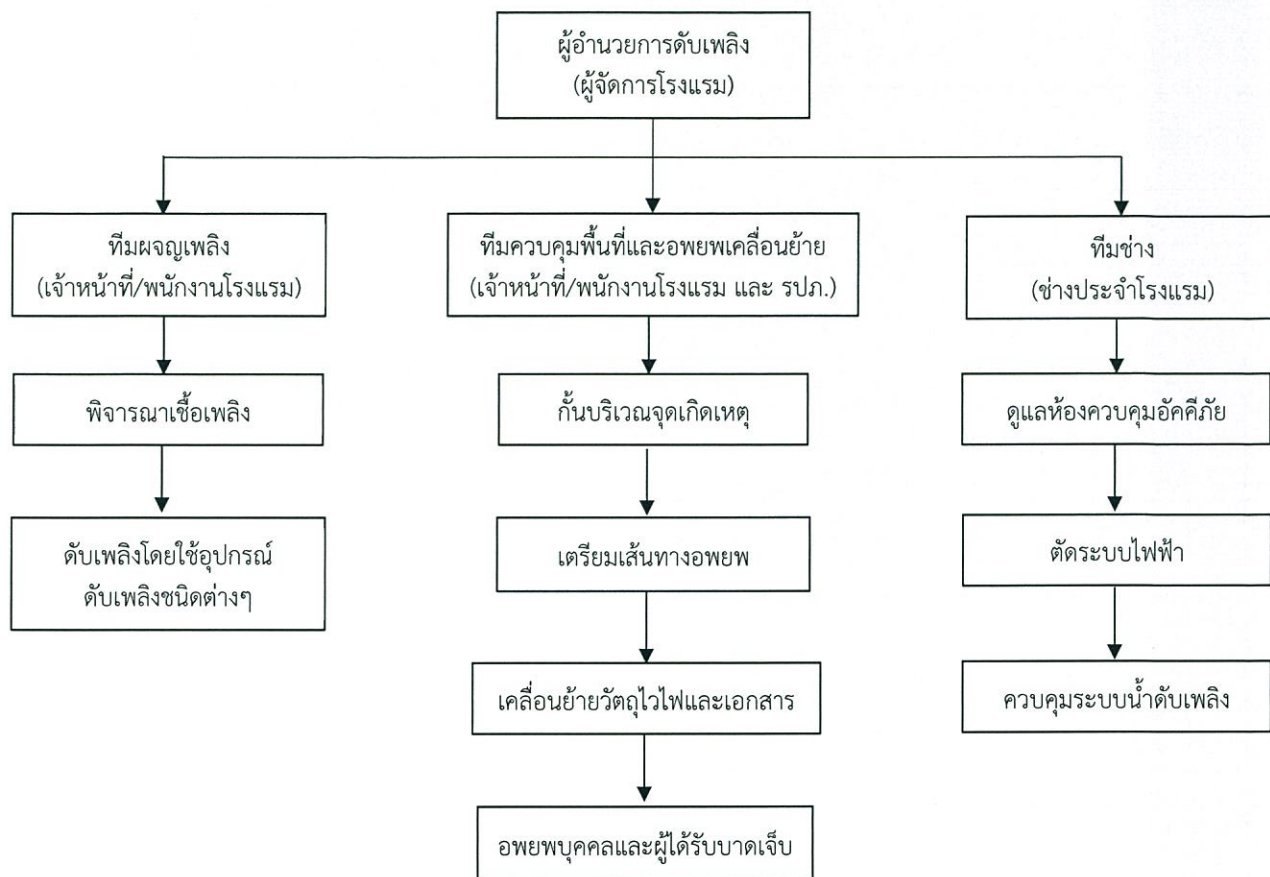 ผู้อำนวยการดับเพลิง
(ผู้จัดการโรงแรม)
ทีมผจญเพลิง
(เจ้าหน้าที่/พนักงานโรงแรม)
พิจารณาเชื้อเพลิง
ดับเพลิงโดยใช้อุปกรณ์
ดับเพลิงชนิดต่างๆ
ทีมควบคุมพื้นที่และอพยพเคลื่อนย้าย
(เจ้าหน้าที่/พนักงานโรงแรม และ รปภ.)
กั้นบริเวณจุดเกิดเหตุ
เตรียมเส้นทางอพยพ
เคลื่อนย้ายวัตถุไวไฟและเอกสาร
อพยพบุคคลและผู้ได้รับบาดเจ็บ
ทีมช่าง
(ช่างประจำโรงแรม)
ดูแลห้องควบคุมอัคคีภัย
ตัดระบบไฟฟ้า
ควบคุมระบบน้ำดับเพลิง